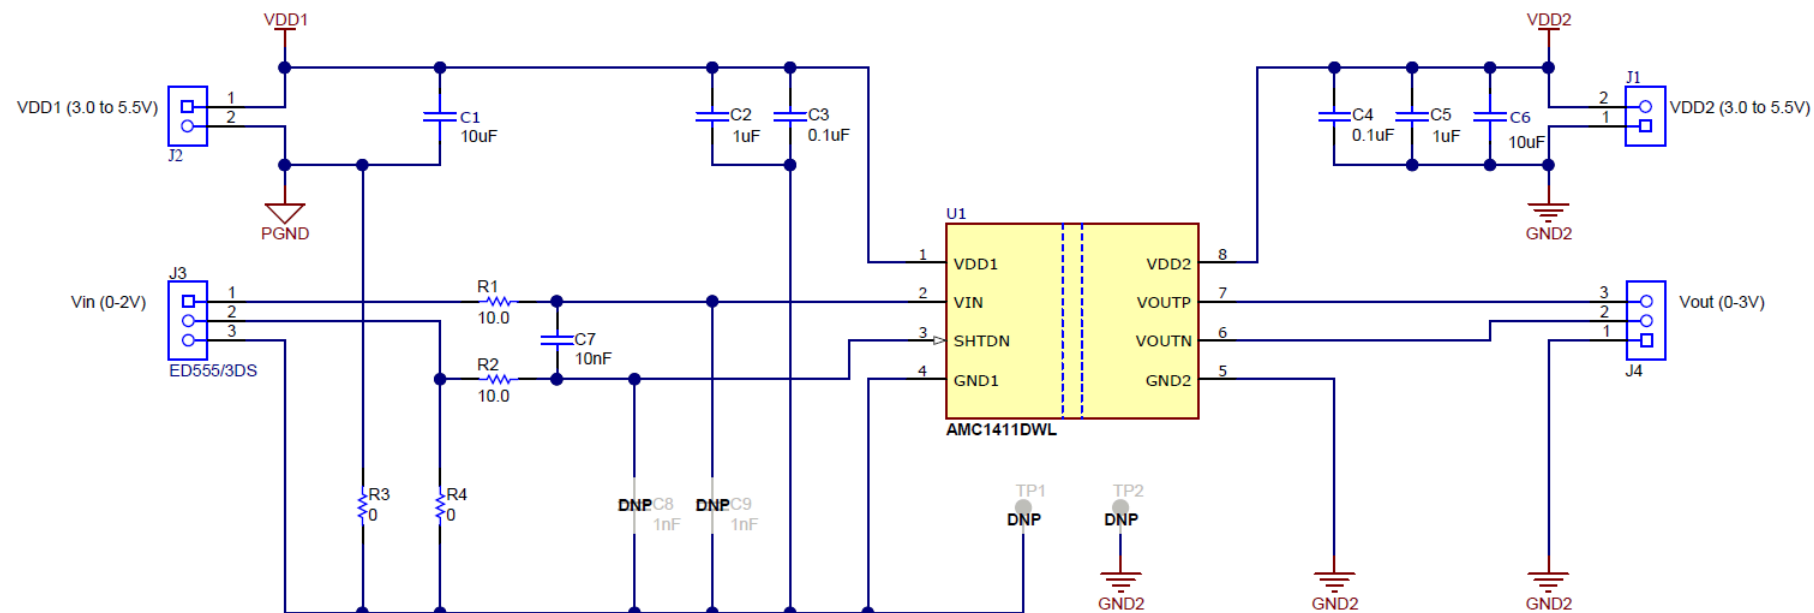 VDD1
VDD2
VDD1 (3.0 to 5.5V)
1
2
J2
C1
10uF
C2
1uF
C3
0.1uF
C4
0.1uF
C5
1uF
C6
10uF
J1
2
1
VDD2 (3.0 to 5.5V)
PGND
GND2
U1
1
VDD1
VDD2
8
J3
Vin (0-2V)
1
2
3
ED555/3DS
R1
10.0
C7
10nF
R2
10.0
2
VIN
VOUTP
7
3
SHTDN
VOUTN
6
4
GND1
GND2
5
AMC1411DWL
3
2
1
Vout (0-3V)
J4
R3
0
R4
0
DNP
C8
1nF
DNP
C9
1nF
TP1
DNP
TP2
DNP
GND2
GND2
GND2